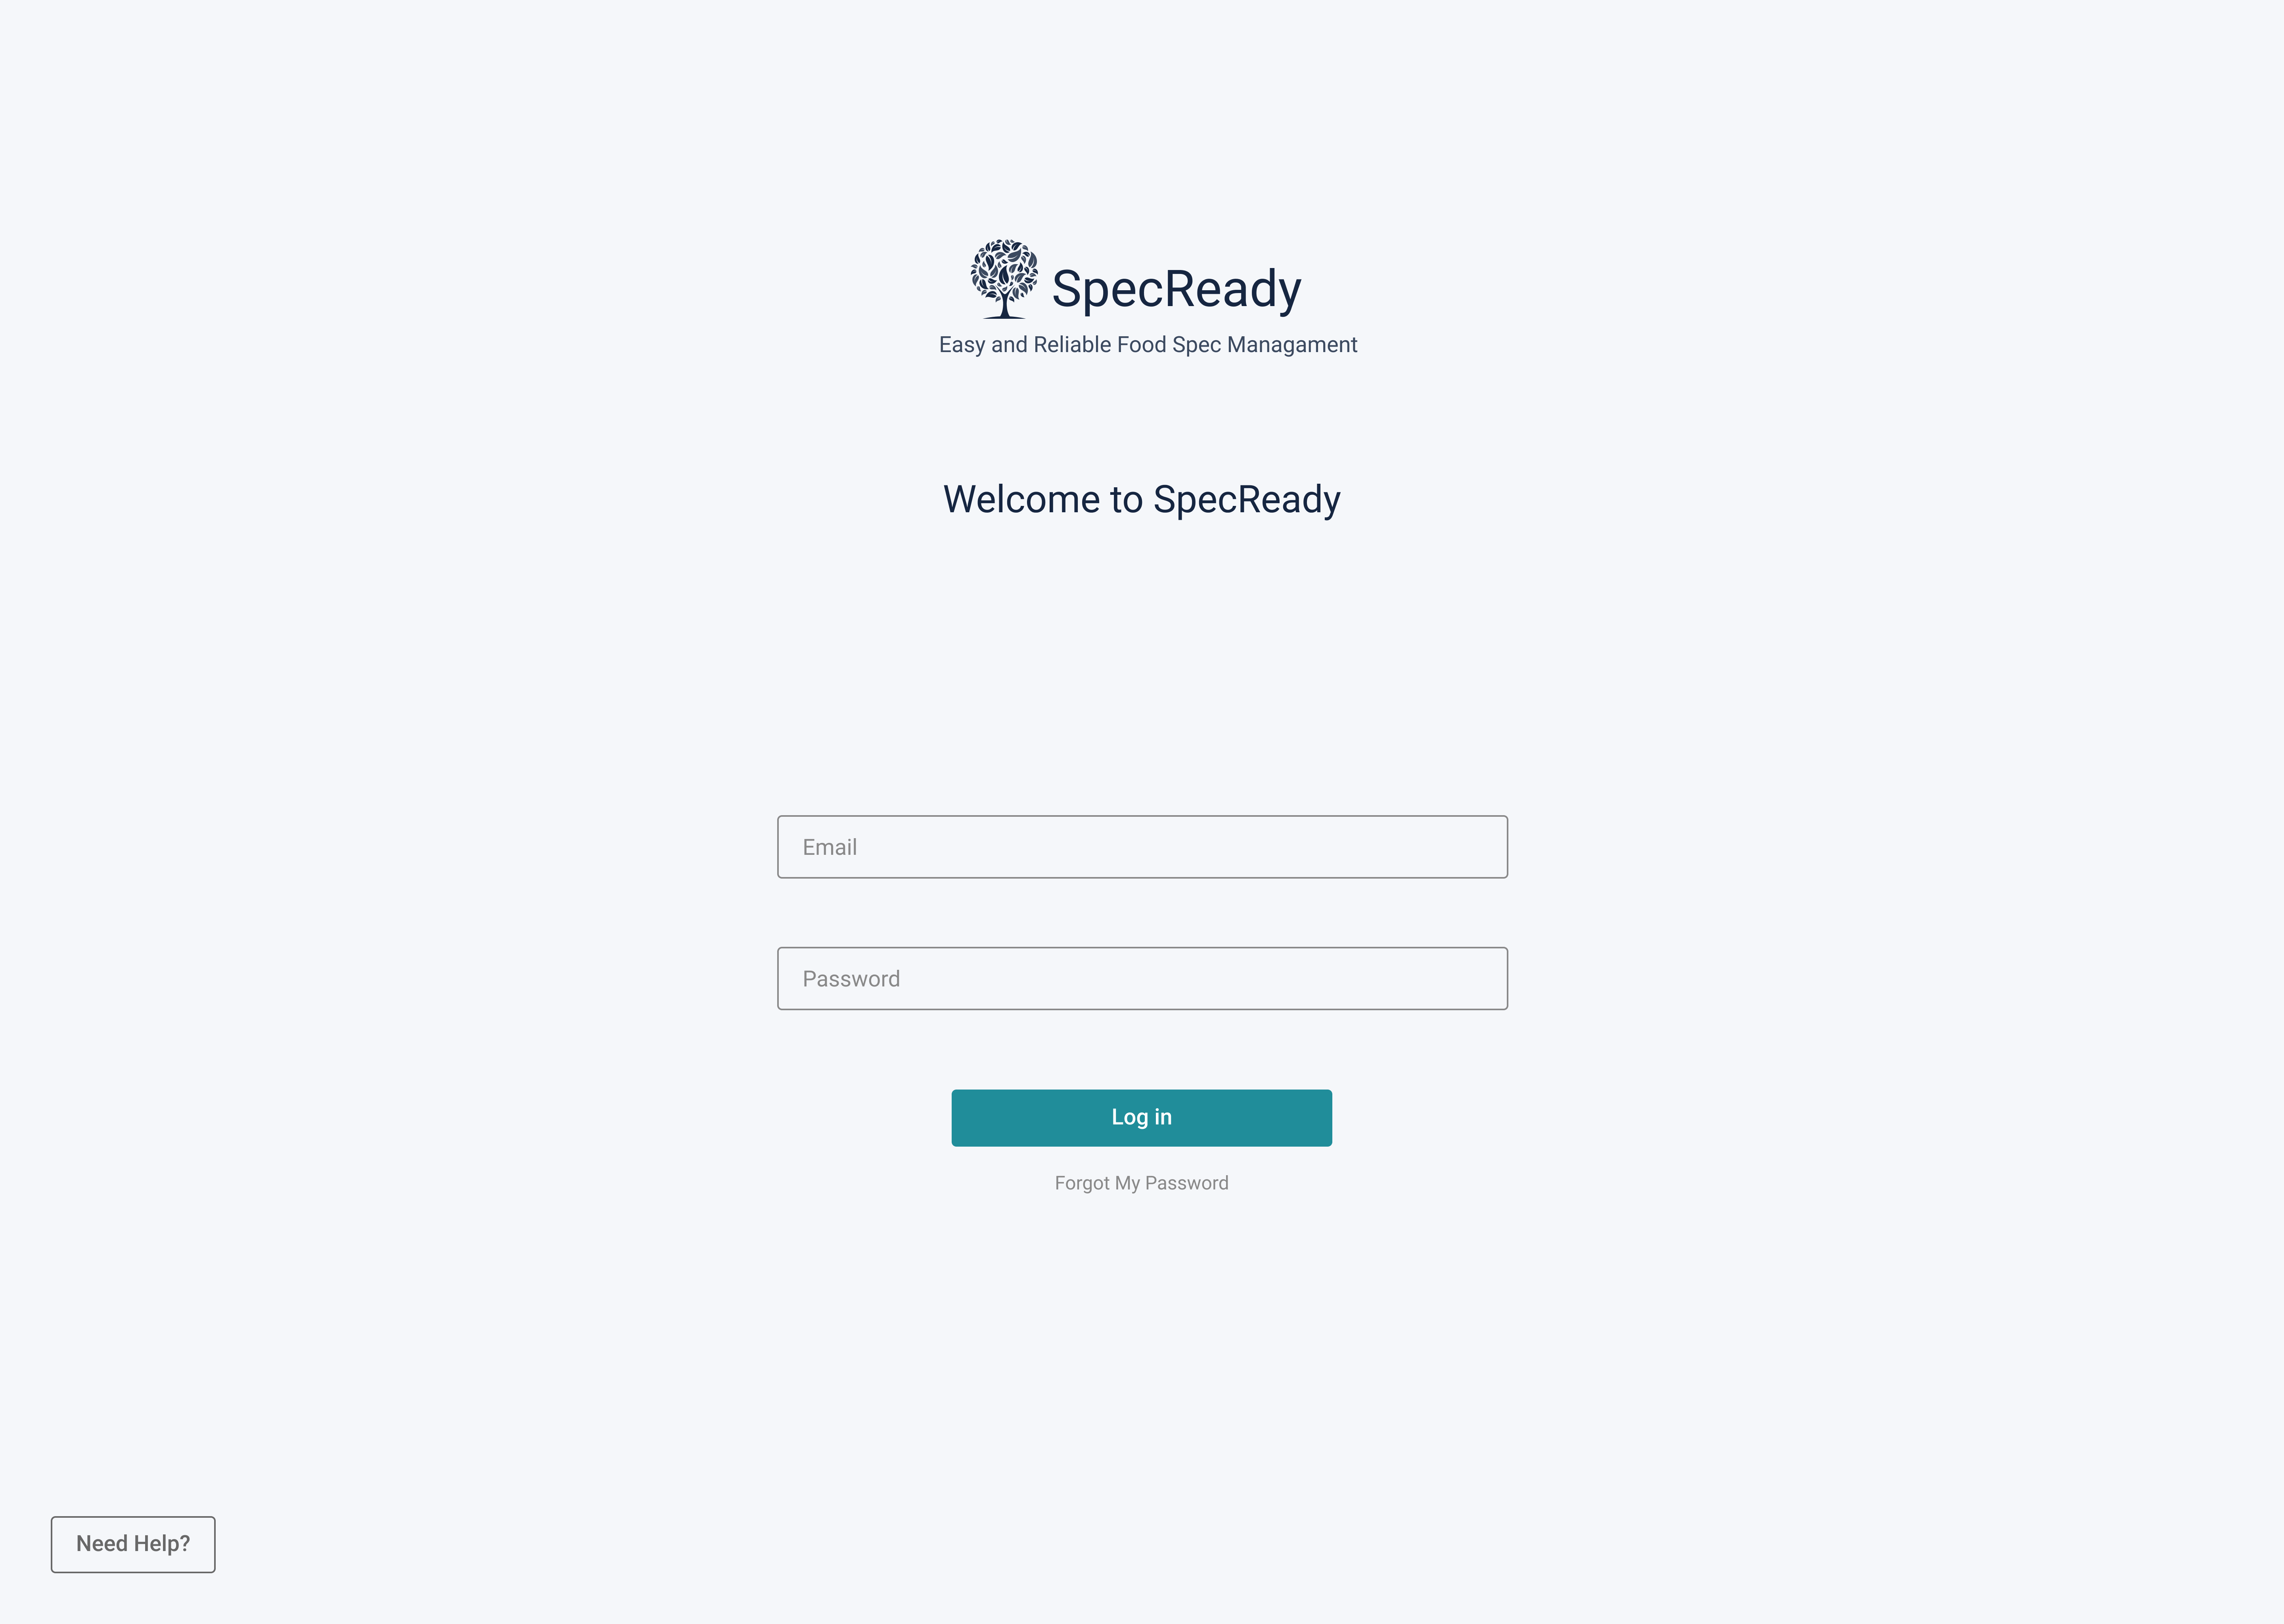 SpecReady
Easy and Reliable Food Spec Managament
Welcome to SpecReady
Email
Password
Log in
Forgot My Password
Need Help?